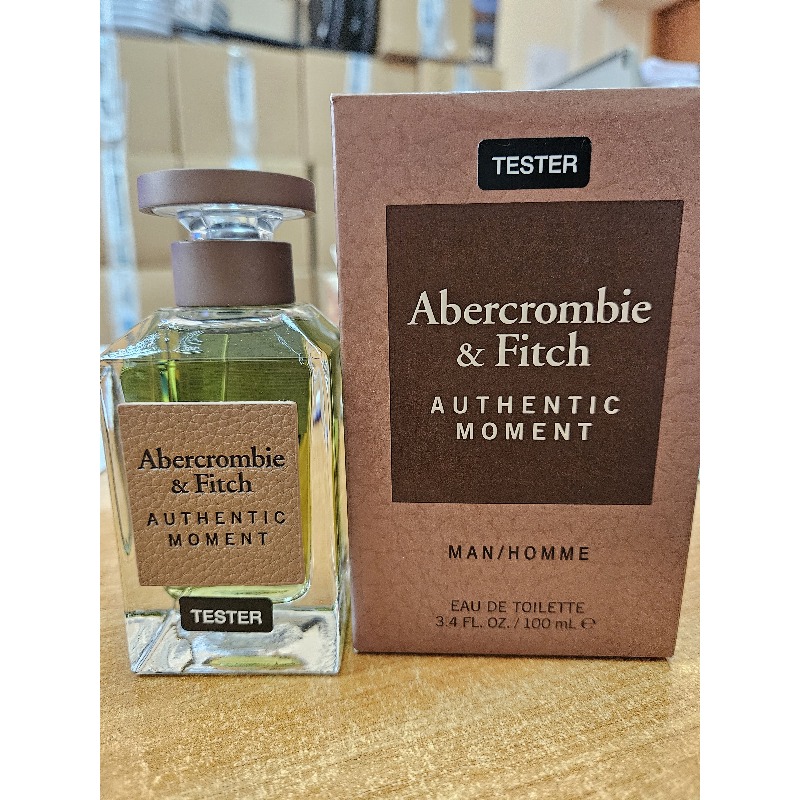 TESTER
Abercrombie
& Fitch
AUTHENTIC
MOMENT
MAN/HOMME
EAU DE TOILETTE
3.4 FL. OZ. / 100 mL ℮
Abercrombie
& Fitch
AUTHENTIC
MOMENT
TESTER